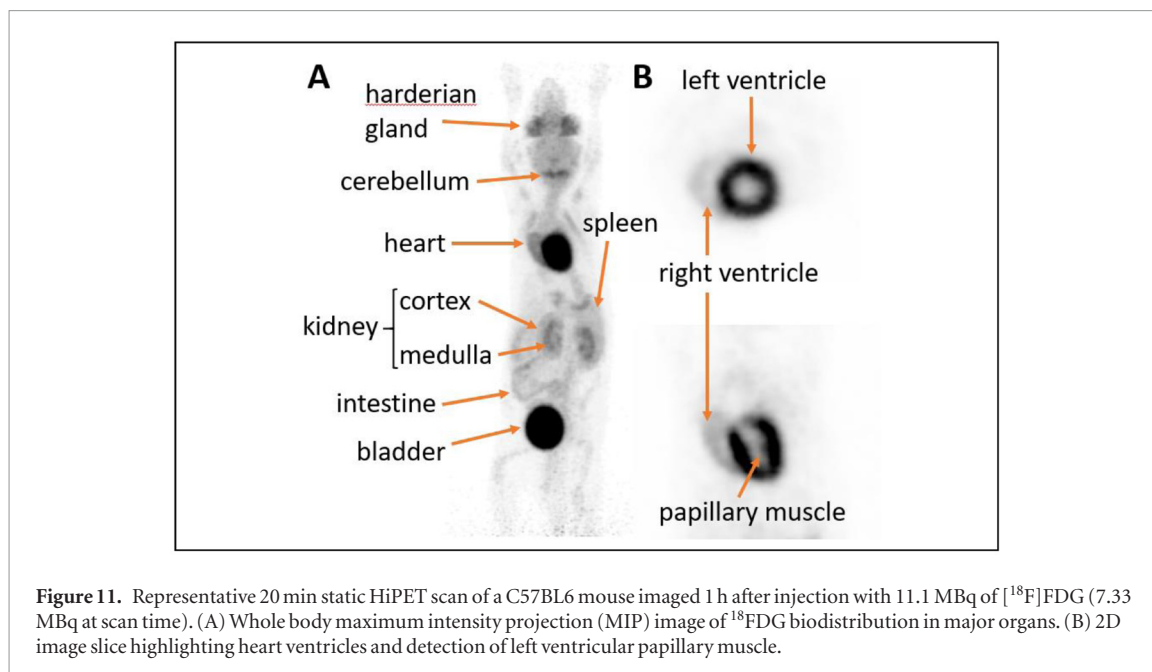 A
harderian
gland
cerebellum
heart
spleen
kidney
cortex
medulla
intestine
bladder
B
left ventricle
right ventricle
papillary muscle
Figure 11. Representative 20 min static HiPET scan of a C57BL6 mouse imaged 1 h after injection with 11.1 MBq of [¹⁸F]FDG (7.33
MBq at scan time). (A) Whole body maximum intensity projection (MIP) image of ¹⁸FDG biodistribution in major organs. (B) 2D
image slice highlighting heart ventricles and detection of left ventricular papillary muscle.